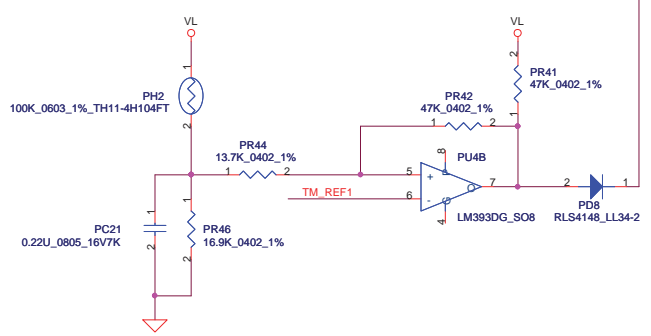 VL
VL
1
PH2
100K_0603_1%_TH11-4H104FT
2
2
PR41
47K_0402_1%
1
PR42
47K_0402_1%
1
2
PR44
13.7K_0402_1%
1
2
8
PU4B
5
+
7
O
TM_REF1
6
-
4
LM393DG_SO8
2
1
PD8
RLS4148_LL34-2
1
PC21
0.22U_0805_16V7K
2
1
PR46
16.9K_0402_1%
2